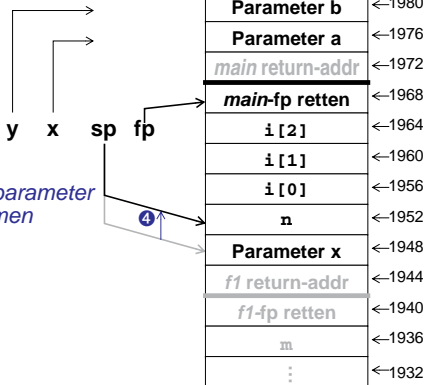 Parameter b ←1980
Parameter a ←1976
main return-addr ←1972
main-fp retten ←1968
y x sp fp
i[2] ←1964
i[1] ←1960
i[0] ←1956
parameter
men
4
n ←1952
Parameter x ←1948
f1 return-addr ←1944
f1-fp retten ←1940
m ←1936
⋮ ←1932